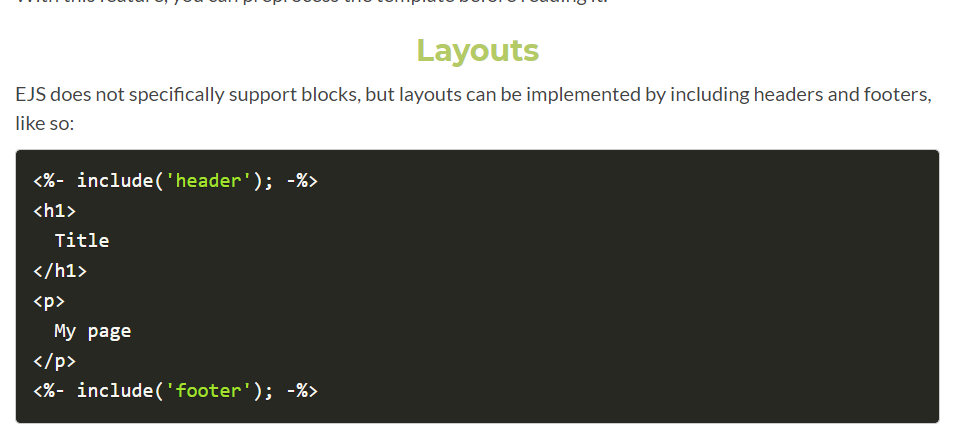 With this feature, you can preprocess the template before reading it.
Layouts
EJS does not specifically support blocks, but layouts can be implemented by including headers and footers,
like so:
<%- include('header'); -%>
<h1>
  Title
</h1>
<p>
  My page
</p>
<%- include('footer'); -%>